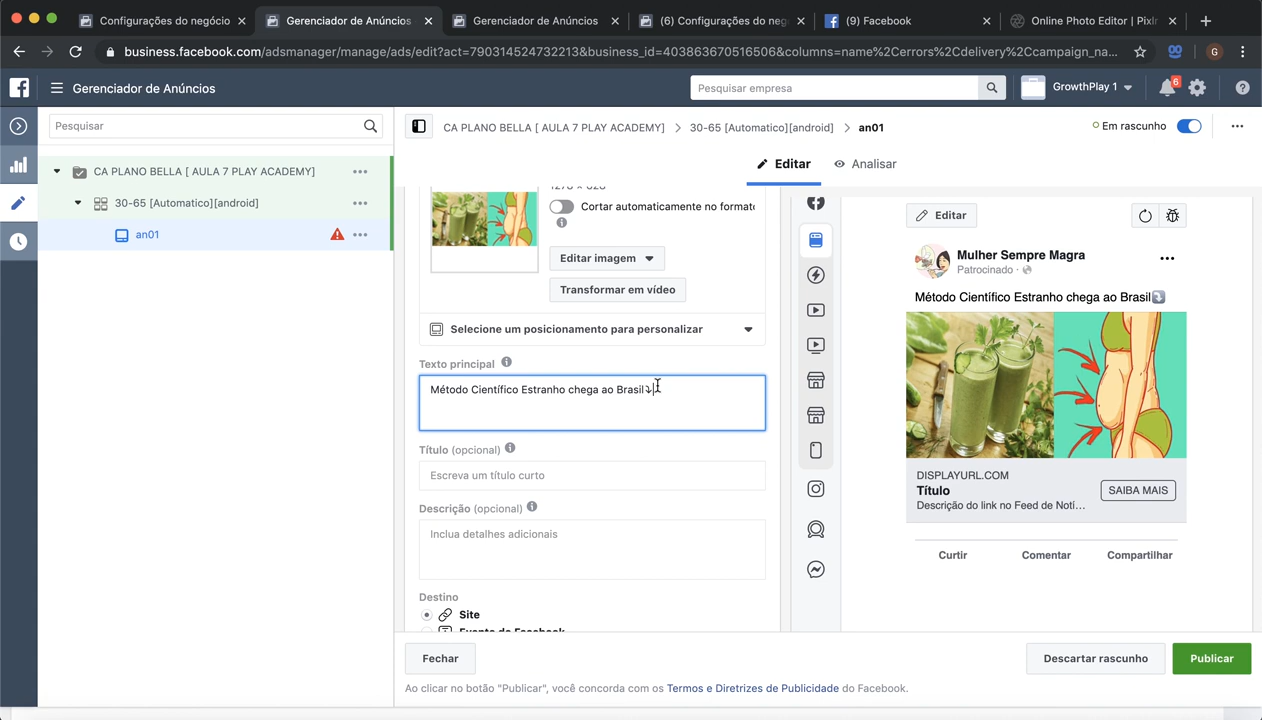 Configurações do negócio
Gerenciador de Anúncios
Gerenciador de Anúncios
(6) Configurações do neg
(9) Facebook
Online Photo Editor | Pixlr
business.facebook.com/adsmanager/manage/ads/edit?act=790314524732213&business_id=403863670516506&columns=name%2Cerrors%2Cdelivery%2Ccampaign_na...
G
Gerenciador de Anúncios
Pesquisar empresa
GrowthPlay 1
6
Pesquisar
CA PLANO BELLA [ AULA 7 PLAY ACADEMY]
30-65 [Automatico][android]
an01
CA PLANO BELLA [ AULA 7 PLAY ACADEMY] > 30-65 [Automatico][android] > an01
Em rascunho
Editar
Analisar
Cortar automaticamente no formato
Editar imagem
Transformar em vídeo
Selecione um posicionamento para personalizar
Texto principal
Método Científico Estranho chega ao Brasil⤵
Título (opcional)
Escreva um título curto
Descrição (opcional)
Inclua detalhes adicionais
Destino
Site
Editar
Mulher Sempre Magra
Patrocinado ·
Método Científico Estranho chega ao Brasil⤵️
DISPLAYURL.COM
Título
Descrição do link no Feed de Notí...
SAIBA MAIS
Curtir
Comentar
Compartilhar
Fechar
Descartar rascunho
Publicar
Ao clicar no botão "Publicar", você concorda com os Termos e Diretrizes de Publicidade do Facebook.